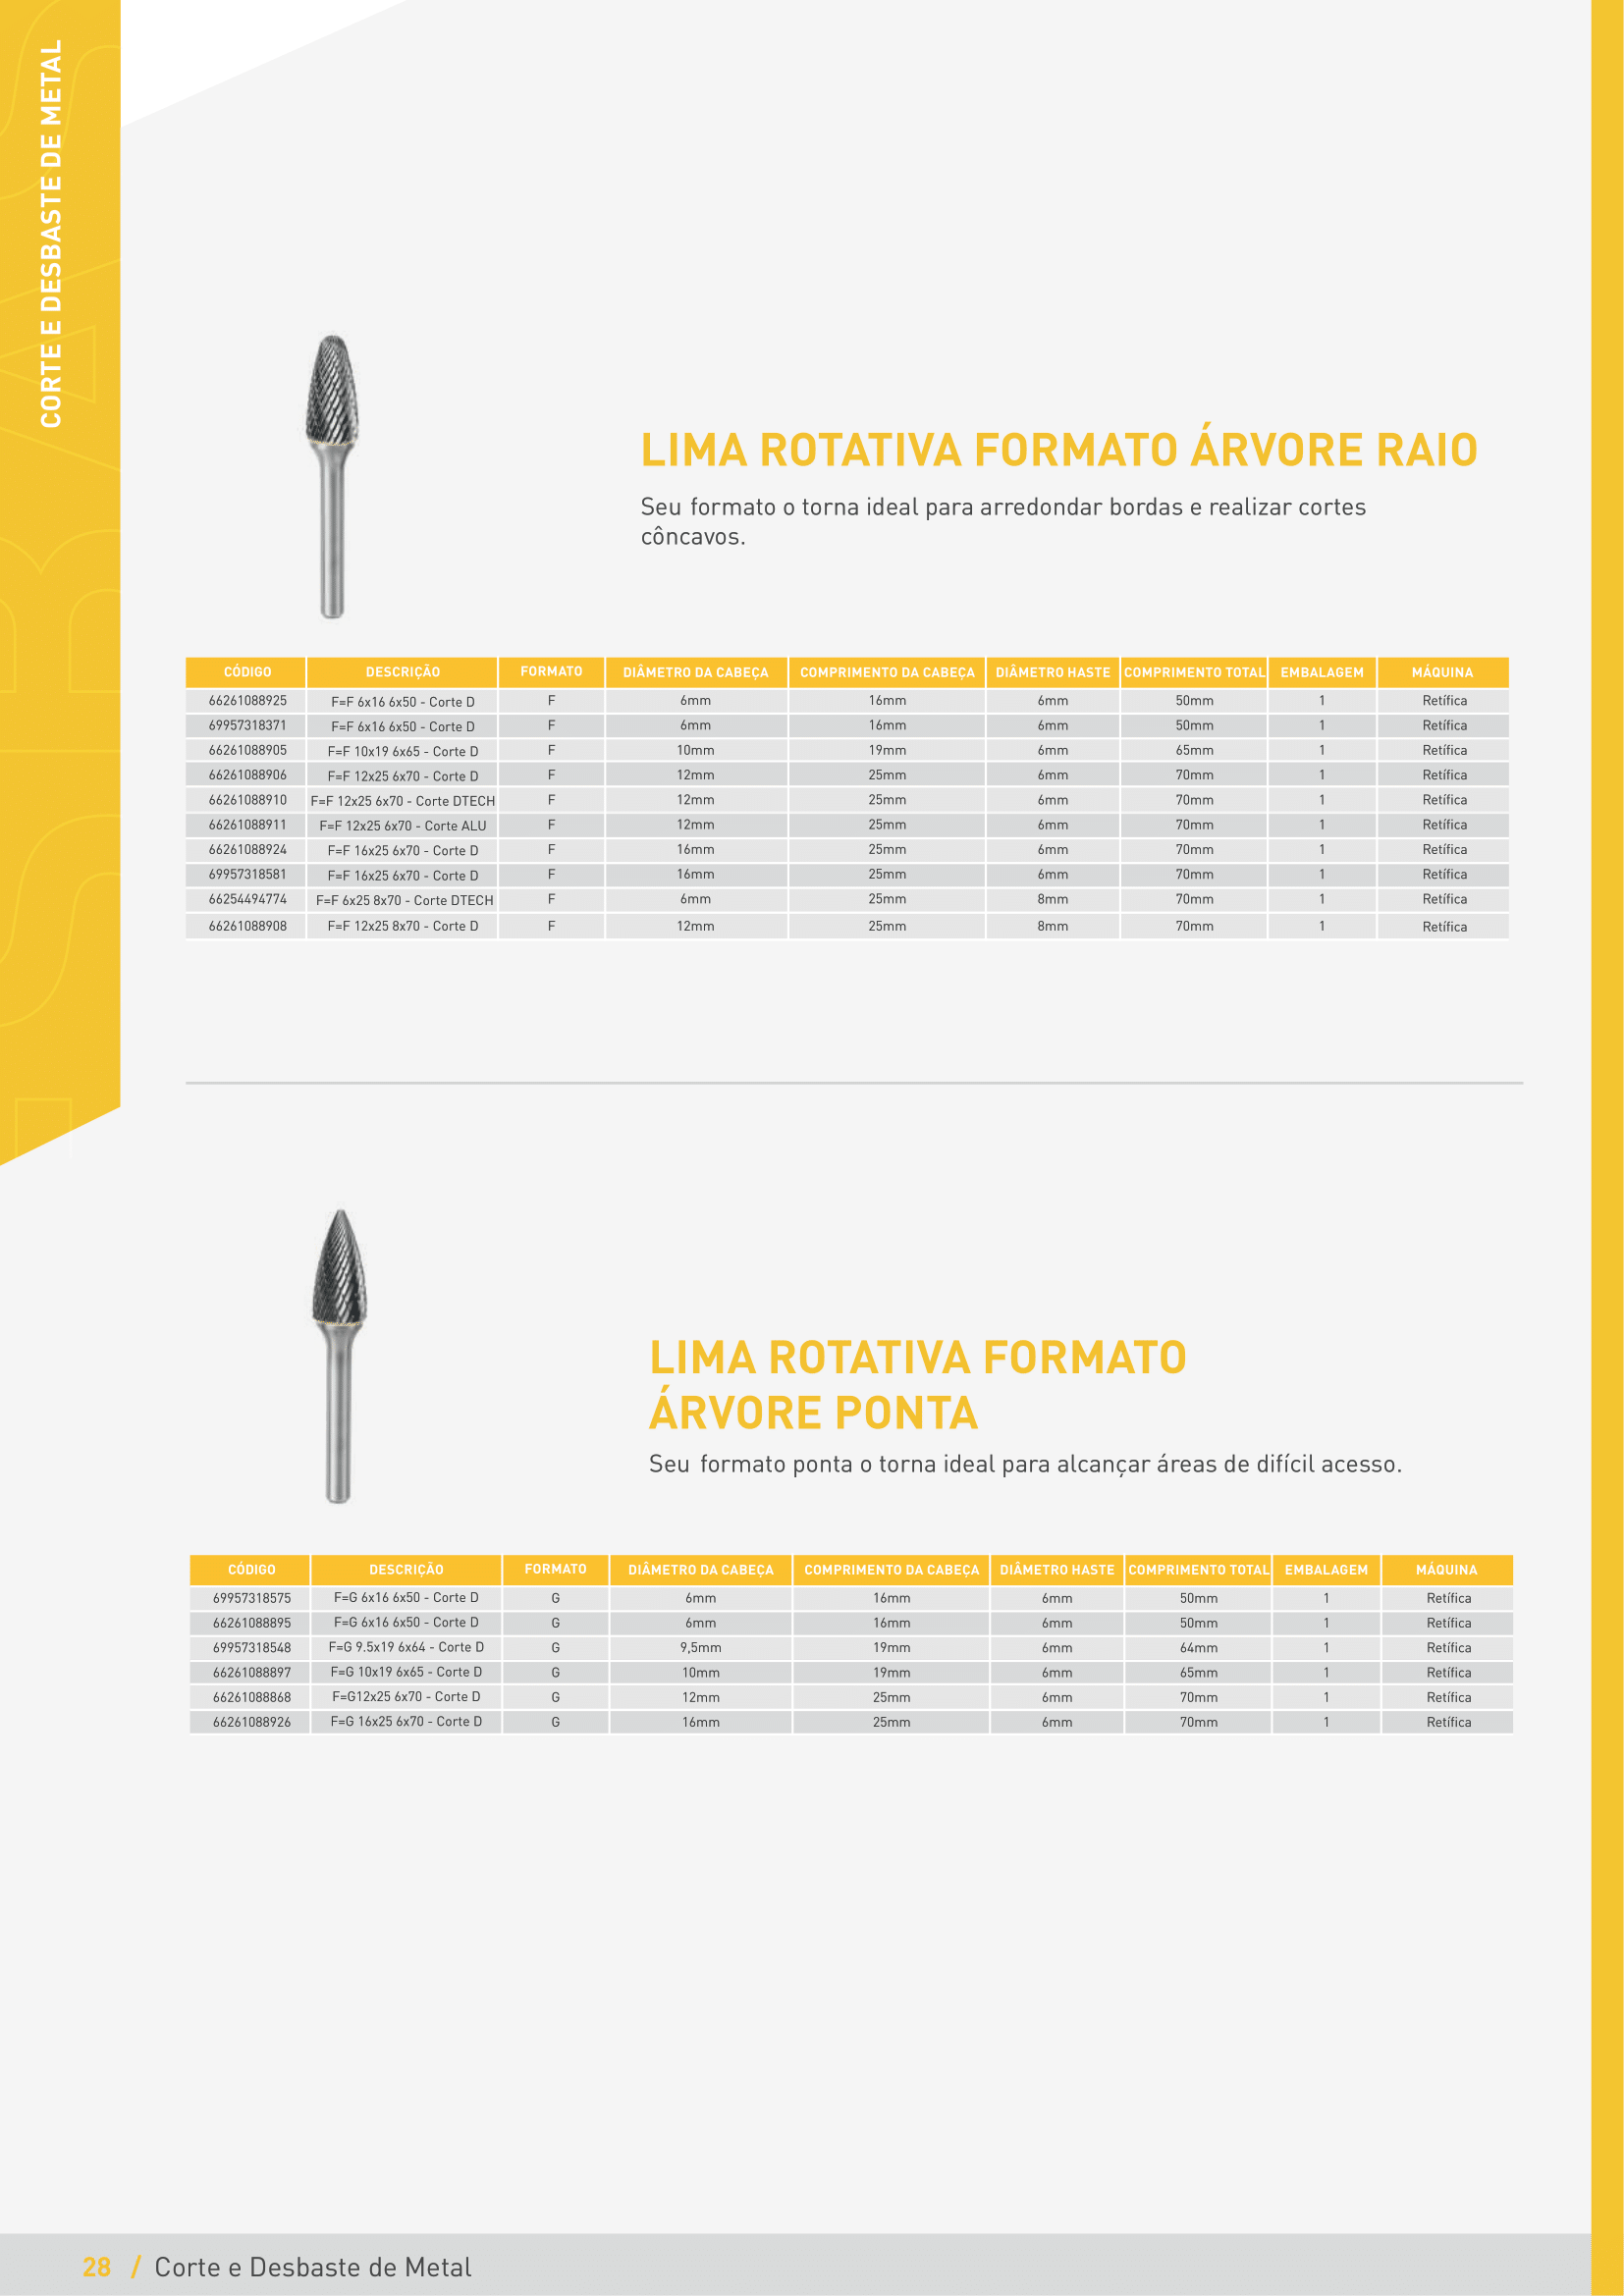 CORTE E DESBASTE DE METAL
LIMA ROTATIVA FORMATO ÁRVORE RAIO
Seu formato o torna ideal para arredondar bordas e realizar cortes
côncavos.
CÓDIGO DESCRIÇÃO FORMATO DIÂMETRO DA CABEÇA COMPRIMENTO DA CABEÇA DIÂMETRO HASTE COMPRIMENTO TOTAL EMBALAGEM MÁQUINA
66261088925 F=F 6x16 6x50 - Corte D F 6mm 16mm 6mm 50mm 1 Retífica
69957318371 F=F 6x16 6x50 - Corte D F 6mm 16mm 6mm 50mm 1 Retífica
66261088905 F=F 10x19 6x65 - Corte D F 10mm 19mm 6mm 65mm 1 Retífica
66261088906 F=F 12x25 6x70 - Corte D F 12mm 25mm 6mm 70mm 1 Retífica
66261088910 F=F 12x25 6x70 - Corte DTECH F 12mm 25mm 6mm 70mm 1 Retífica
66261088911 F=F 12x25 6x70 - Corte ALU F 12mm 25mm 6mm 70mm 1 Retífica
66261088924 F=F 16x25 6x70 - Corte D F 16mm 25mm 6mm 70mm 1 Retífica
69957318581 F=F 16x25 6x70 - Corte D F 16mm 25mm 6mm 70mm 1 Retífica
66254494774 F=F 6x25 8x70 - Corte DTECH F 6mm 25mm 8mm 70mm 1 Retífica
66261088908 F=F 12x25 8x70 - Corte D F 12mm 25mm 8mm 70mm 1 Retífica
LIMA ROTATIVA FORMATO
ÁRVORE PONTA
Seu formato ponta o torna ideal para alcançar áreas de difícil acesso.
CÓDIGO DESCRIÇÃO FORMATO DIÂMETRO DA CABEÇA COMPRIMENTO DA CABEÇA DIÂMETRO HASTE COMPRIMENTO TOTAL EMBALAGEM MÁQUINA
69957318575 F=G 6x16 6x50 - Corte D G 6mm 16mm 6mm 50mm 1 Retífica
66261088895 F=G 6x16 6x50 - Corte D G 6mm 16mm 6mm 50mm 1 Retífica
69957318548 F=G 9.5x19 6x64 - Corte D G 9,5mm 19mm 6mm 64mm 1 Retífica
66261088897 F=G 10x19 6x65 - Corte D G 10mm 19mm 6mm 65mm 1 Retífica
66261088868 F=G12x25 6x70 - Corte D G 12mm 25mm 6mm 70mm 1 Retífica
66261088926 F=G 16x25 6x70 - Corte D G 16mm 25mm 6mm 70mm 1 Retífica
28 / Corte e Desbaste de Metal